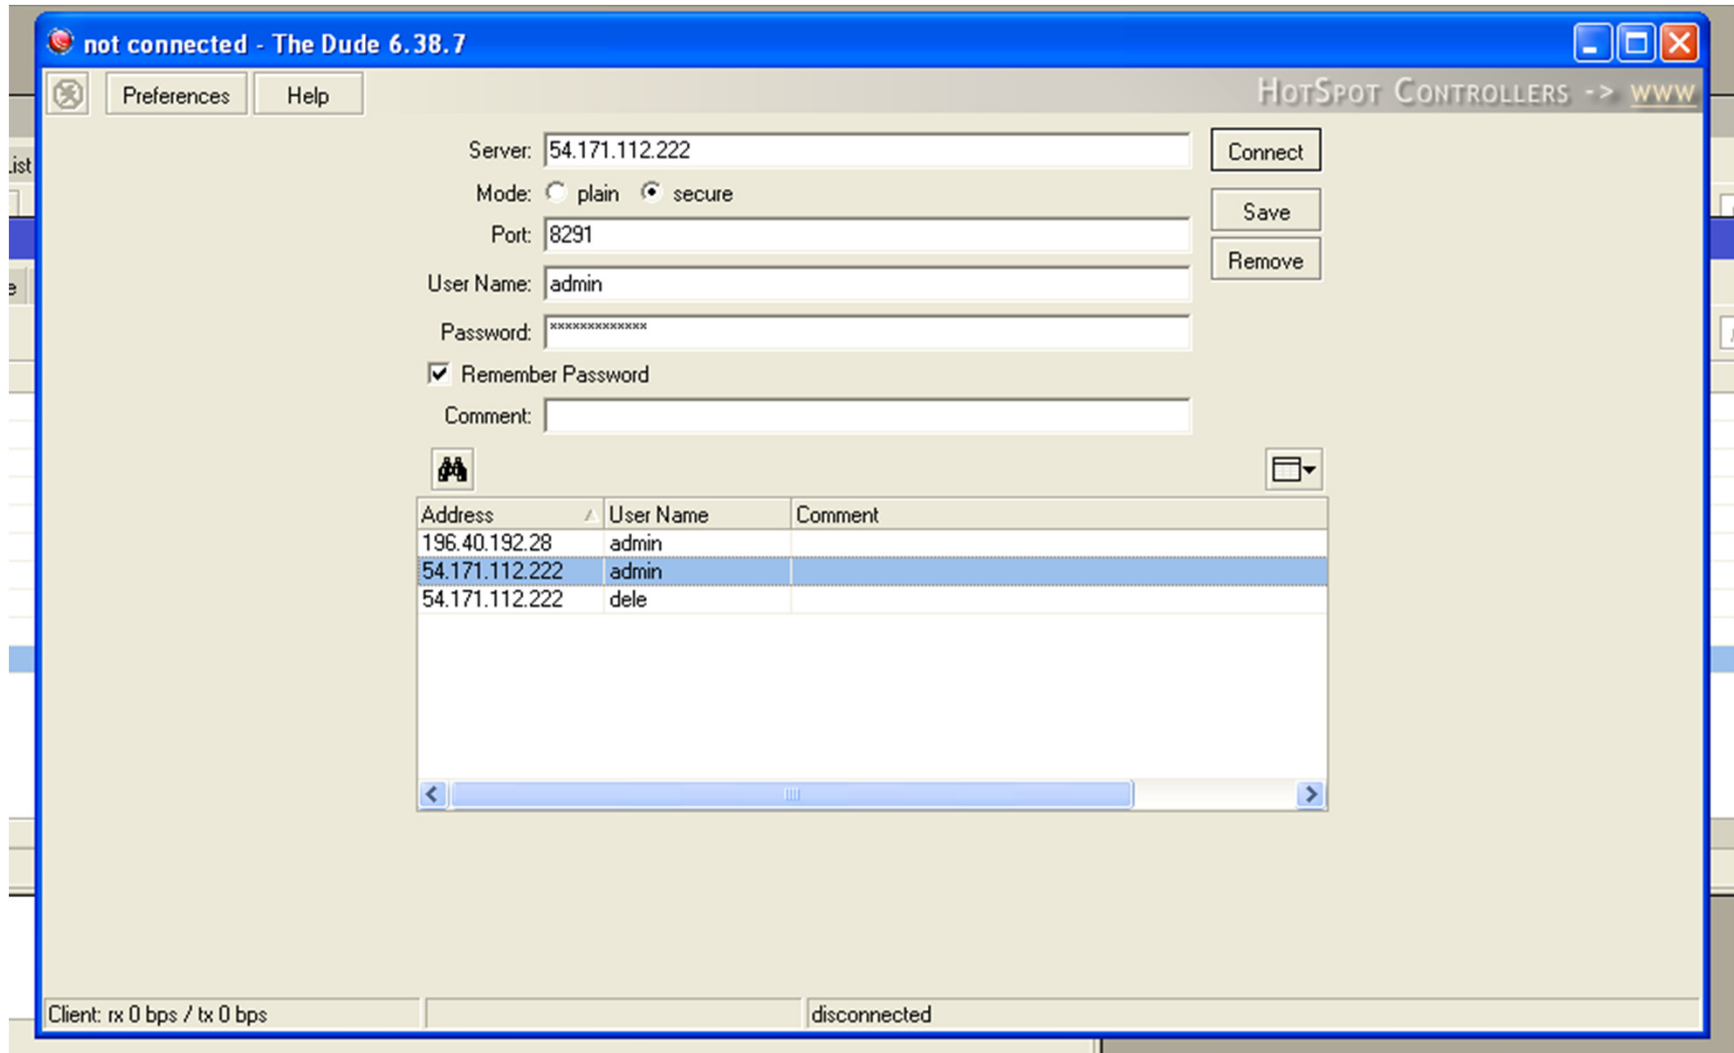 not connected - The Dude 6.38.7
Preferences Help HotSpot Controllers -> www
Server: 54.171.112.222 Connect
Mode: plain secure
Save
Port: 8291
Remove
User Name: admin
Password: *************
Remember Password
Comment:
Address User Name Comment
196.40.192.28 admin
54.171.112.222 admin
54.171.112.222 dele
Client: rx 0 bps / tx 0 bps disconnected